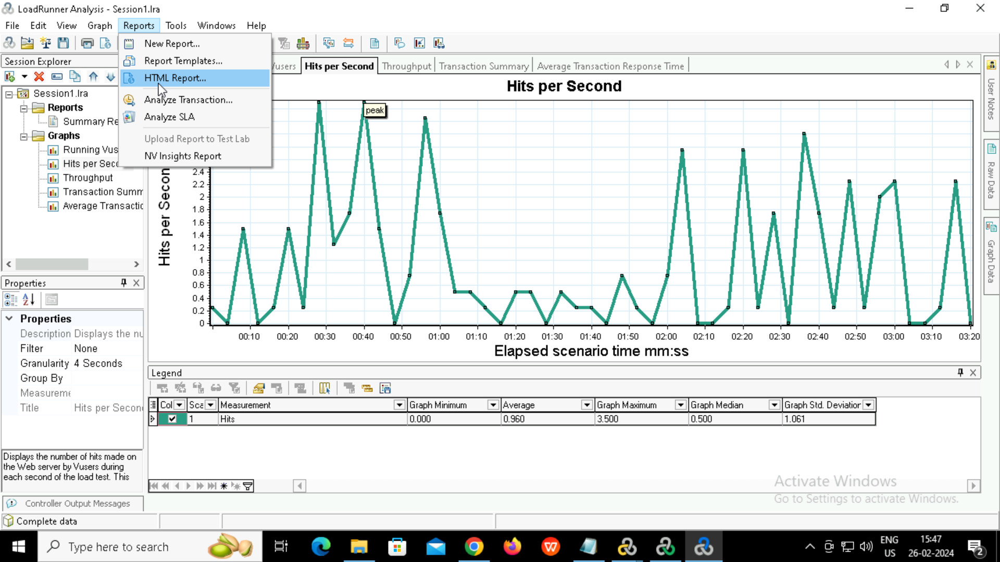 LoadRunner Analysis - Session1.lra
File Edit View Graph Reports Tools Windows Help
New Report...
Report Templates...
HTML Report...
Analyze Transaction...
Analyze SLA
Upload Report to Test Lab
NV Insights Report
Session Explorer
Session1.lra
Reports
Summary Re
Graphs
Running Vus
Hits per Seco
Throughput
Transaction Summ
Average Transactic
Vusers Hits per Second Throughput Transaction Summary Average Transaction Response Time
Hits per Second
peak
Hits per Secon
2.4
2.2
2
1.8
1.6
1.4
1.2
1
0.8
0.6
0.4
0.2
0
00:10 00:20 00:30 00:40 00:50 01:00 01:10 01:20 01:30 01:40 01:50 02:00 02:10 02:20 02:30 02:40 02:50 03:00 03:10 03:20
Elapsed scenario time mm:ss
User Notes
Raw Data
Graph Data
Properties
Properties
Description Displays the nu
Filter None
Granularity 4 Seconds
Group By
Measureme
Title Hits per Secon
Displays the number of hits made on
the Web server by Vusers during
each second of the load test. This
Controller Output Messages
Complete data
Legend
Col Sca Measurement Graph Minimum Average Graph Maximum Graph Median Graph Std. Deviation
1 Hits 0.000 0.960 3.500 0.500 1.061
Activate Windows
Go to Settings to activate Windows.
Type here to search
ENG
US
15:47
26-02-2024
2